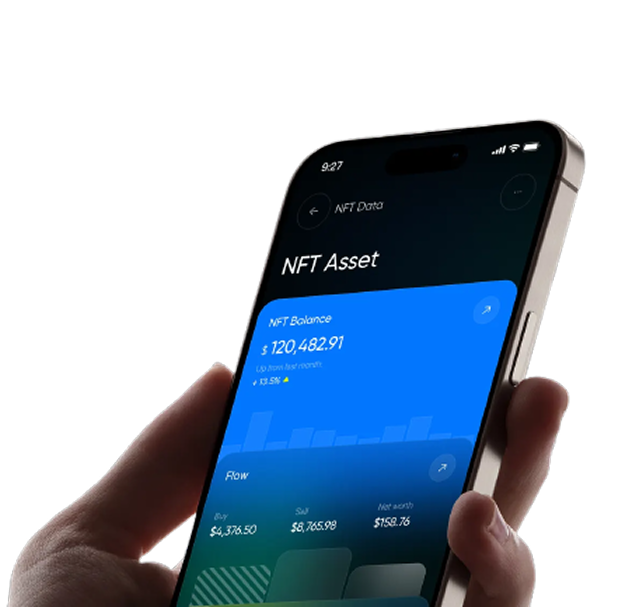 9:27
NFT Data
NFT Asset
NFT Balance
$ 120,482.91
Up from last month
+ 13.5%
Flow
Buy Sell Net worth
$4,376.50 $8,765.98 $158.76